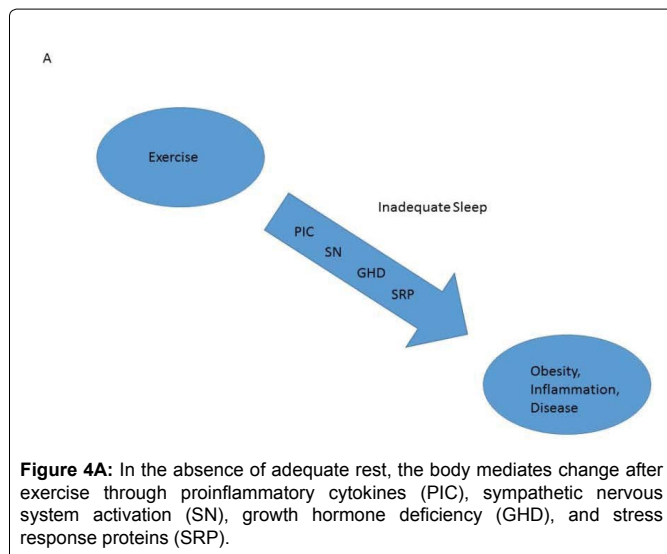 A
Exercise
Inadequate Sleep
PIC
SN
GHD
SRP
Obesity,
Inflammation,
Disease
Figure 4A: In the absence of adequate rest, the body mediates change after
exercise through proinflammatory cytokines (PIC), sympathetic nervous
system activation (SN), growth hormone deficiency (GHD), and stress
response proteins (SRP).